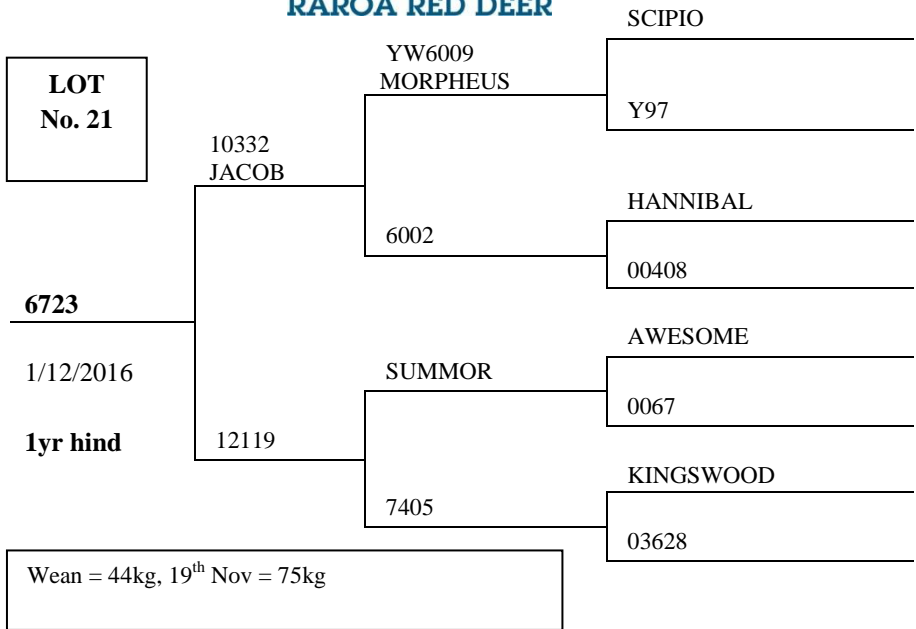 RAROA RED DEER
LOT
No. 21
6723
1/12/2016
1yr hind
10332
JACOB
12119
YW6009
MORPHEUS
6002
SUMMOR
7405
SCIPIO
Y97
HANNIBAL
00408
AWESOME
0067
KINGSWOOD
03628
Wean = 44kg, 19th Nov = 75kg